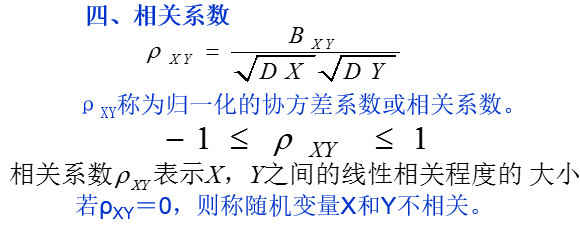 四、相关系数
ρ XY = B XY / √DX √DY
ρXY称为归一化的协方差系数或相关系数。
−1 ≤ ρ XY ≤ 1
相关系数ρXY表示X，Y之间的线性相关程度的 大小
若ρXY＝0，则称随机变量X和Y不相关。